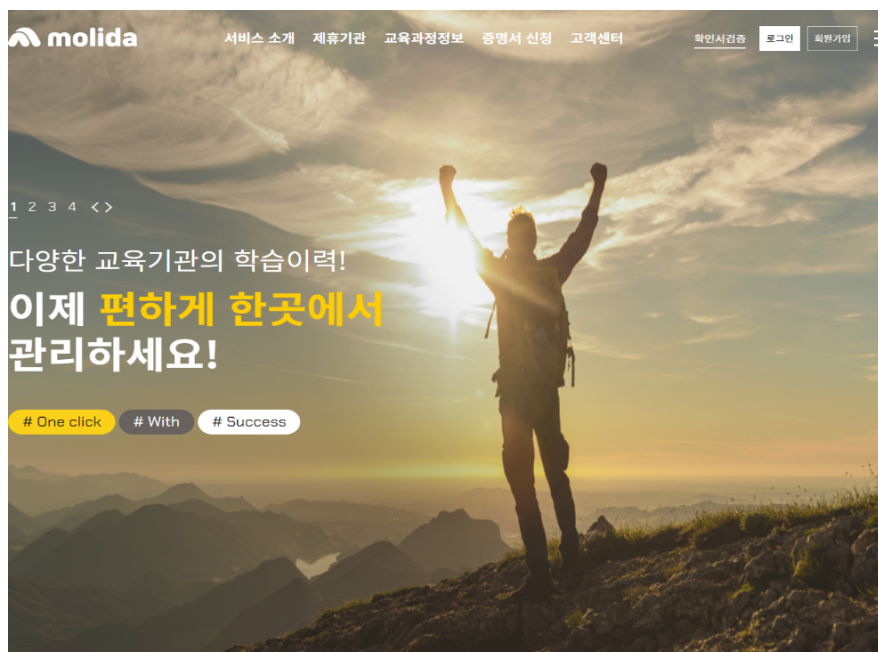 molida
서비스 소개 제휴기관 교육과정정보 증명서 신청 고객센터 확인서검증 로그인 회원가입
1 2 3 4 < >
다양한 교육기관의 학습이력!
이제 편하게 한곳에서
관리하세요!
# One click # With # Success